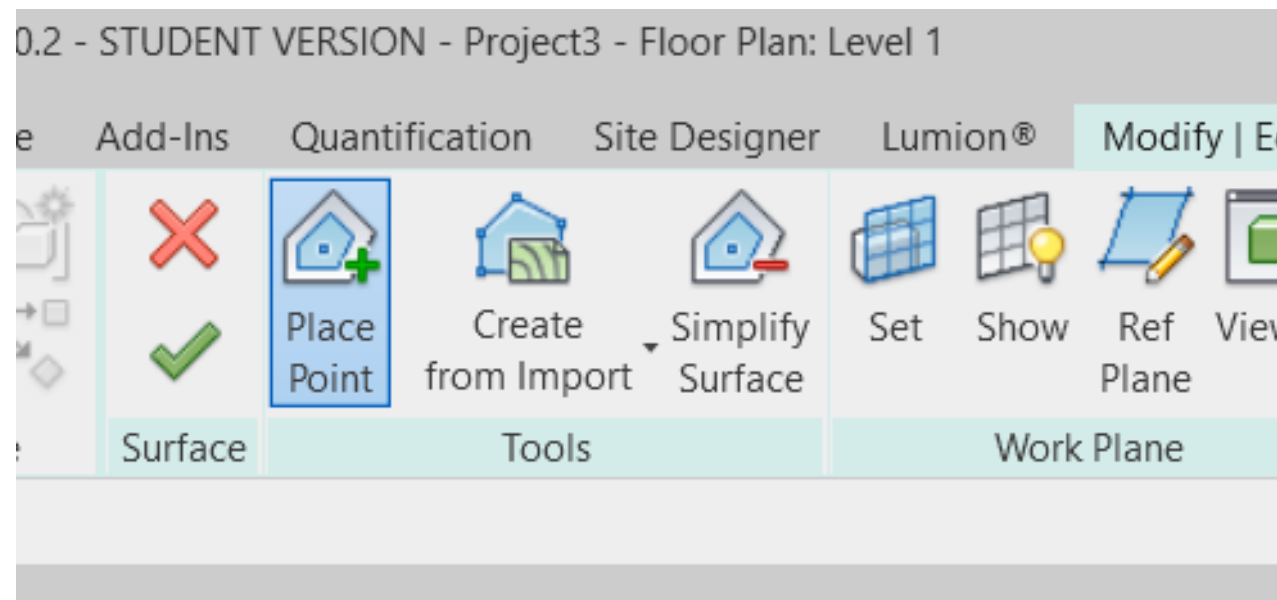 0.2 - STUDENT VERSION - Project3 - Floor Plan: Level 1
e Add-Ins Quantification Site Designer Lumion® Modify | E
Place Create Simplify Set Show Ref View
Point from Import Surface Plane
Surface Tools Work Plane